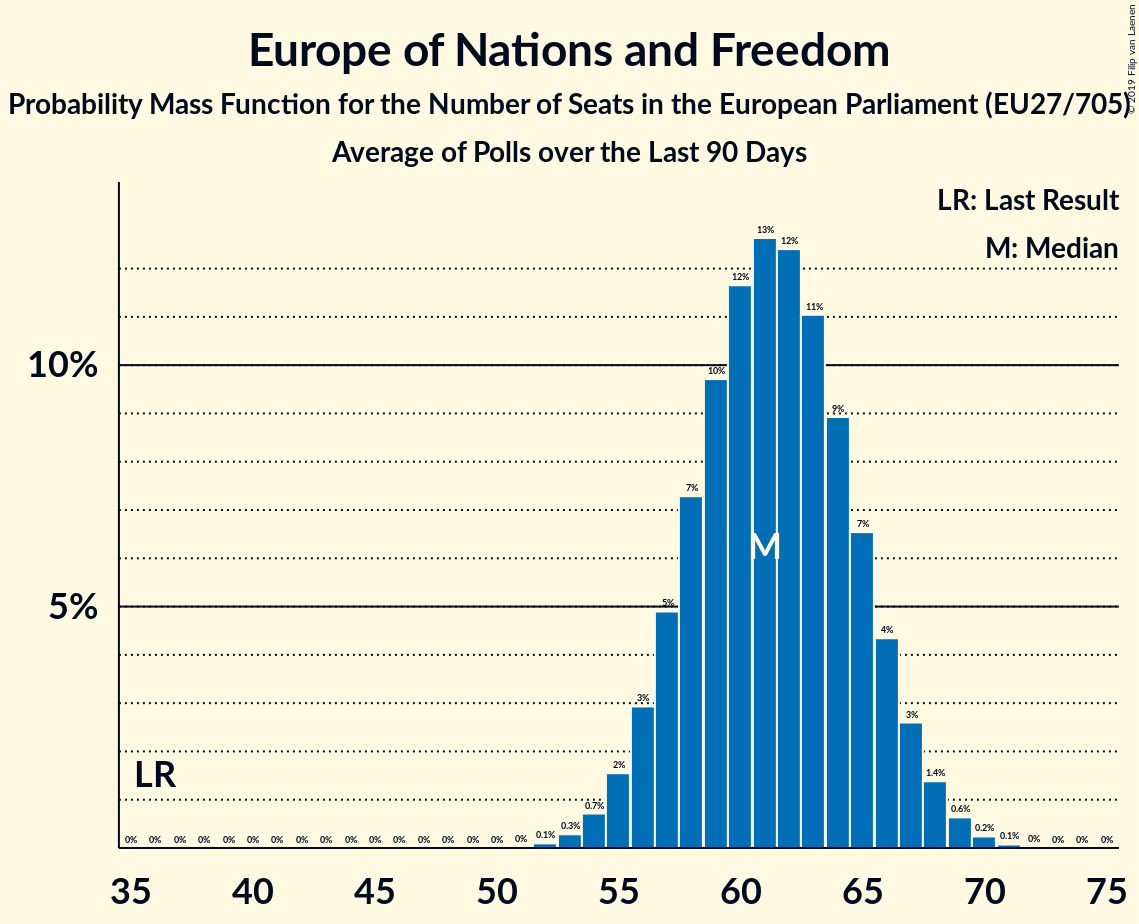 © 2019 Filip van Laenen
Europe of Nations and Freedom
Probability Mass Function for the Number of Seats in the European Parliament (EU27/705)
Average of Polls over the Last 90 Days
LR: Last Result
M: Median
10%
5%
LR
M
0% 0% 0% 0% 0% 0% 0% 0% 0% 0% 0% 0% 0% 0% 0% 0% 0% 0.1% 0.3% 0.7% 2% 3% 5% 7% 10% 12% 13% 12% 11% 9% 7% 4% 3% 1.4% 0.6% 0.2% 0.1% 0% 0% 0% 0%
35 40 45 50 55 60 65 70 75